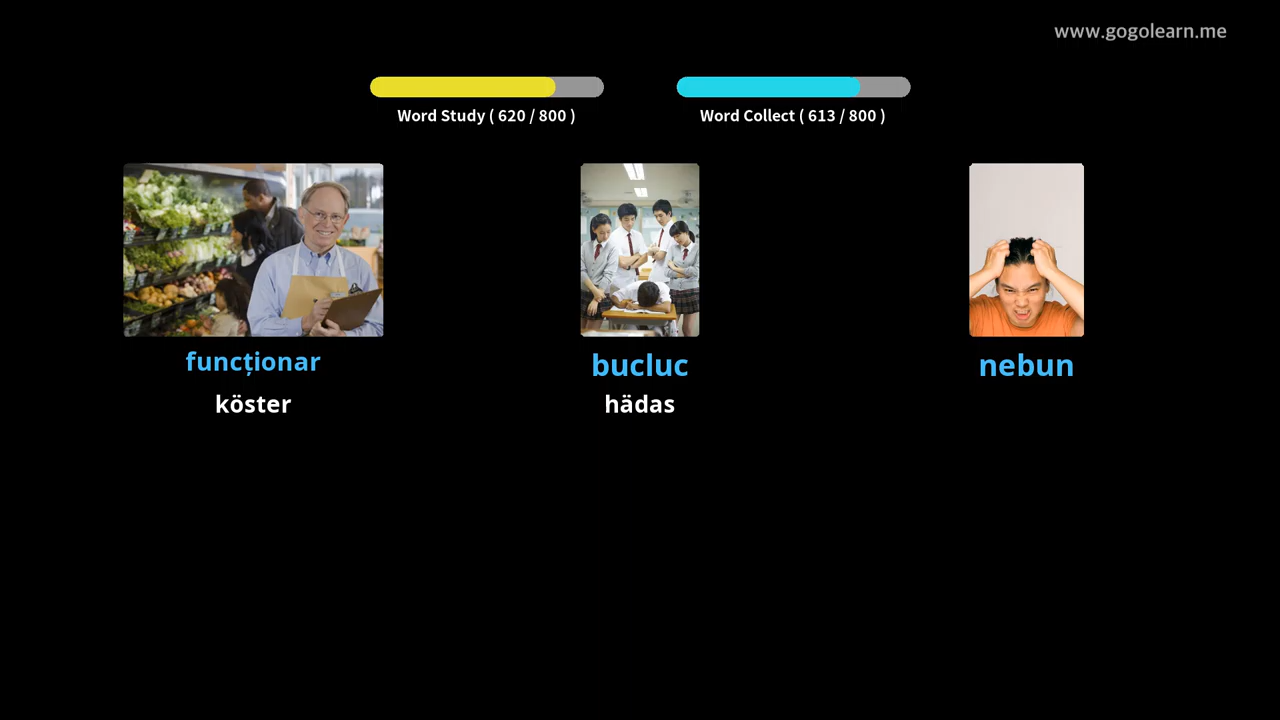 www.gogolearn.me
Word Study ( 620 / 800 )
Word Collect ( 613 / 800 )
funcționar
bucluc
nebun
köster
hädas